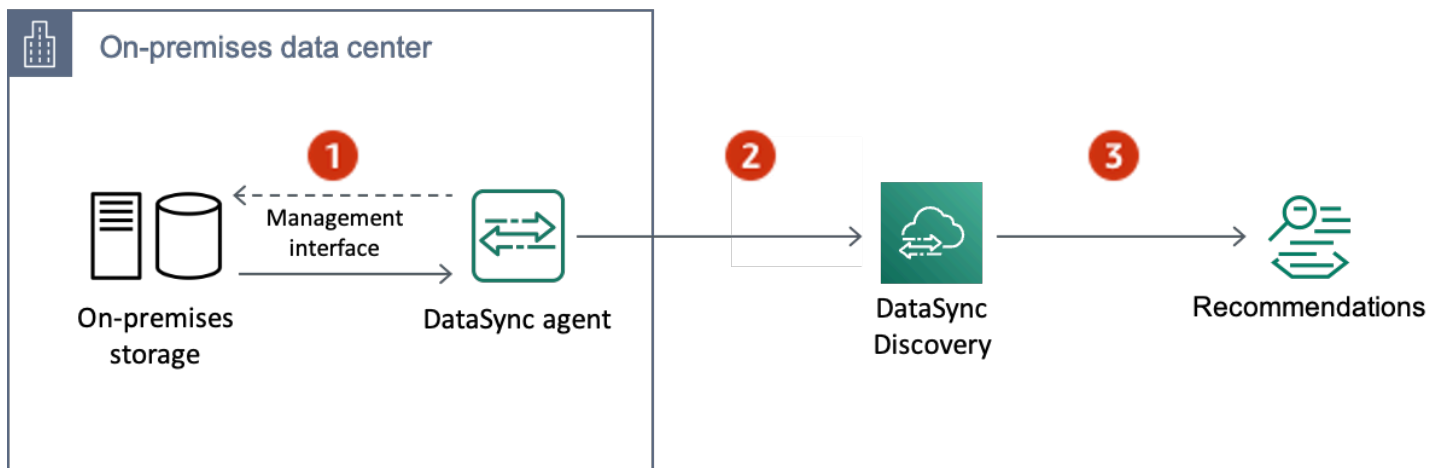 On-premises data center
1
2
3
Management
interface
On-premises
storage
DataSync agent
DataSync
Discovery
Recommendations